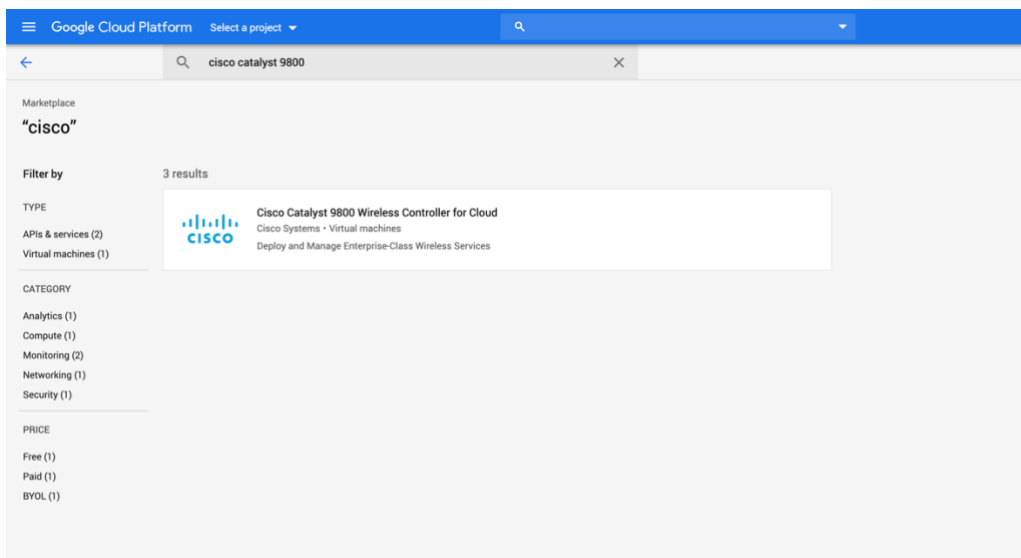 Google Cloud Platform Select a project
cisco catalyst 9800
Marketplace
“cisco”
Filter by
3 results
TYPE
APIs & services (2)
Virtual machines (1)
CISCO
Cisco Catalyst 9800 Wireless Controller for Cloud
Cisco Systems • Virtual machines
Deploy and Manage Enterprise-Class Wireless Services
CATEGORY
Analytics (1)
Compute (1)
Monitoring (2)
Networking (1)
Security (1)
PRICE
Free (1)
Paid (1)
BYOL (1)